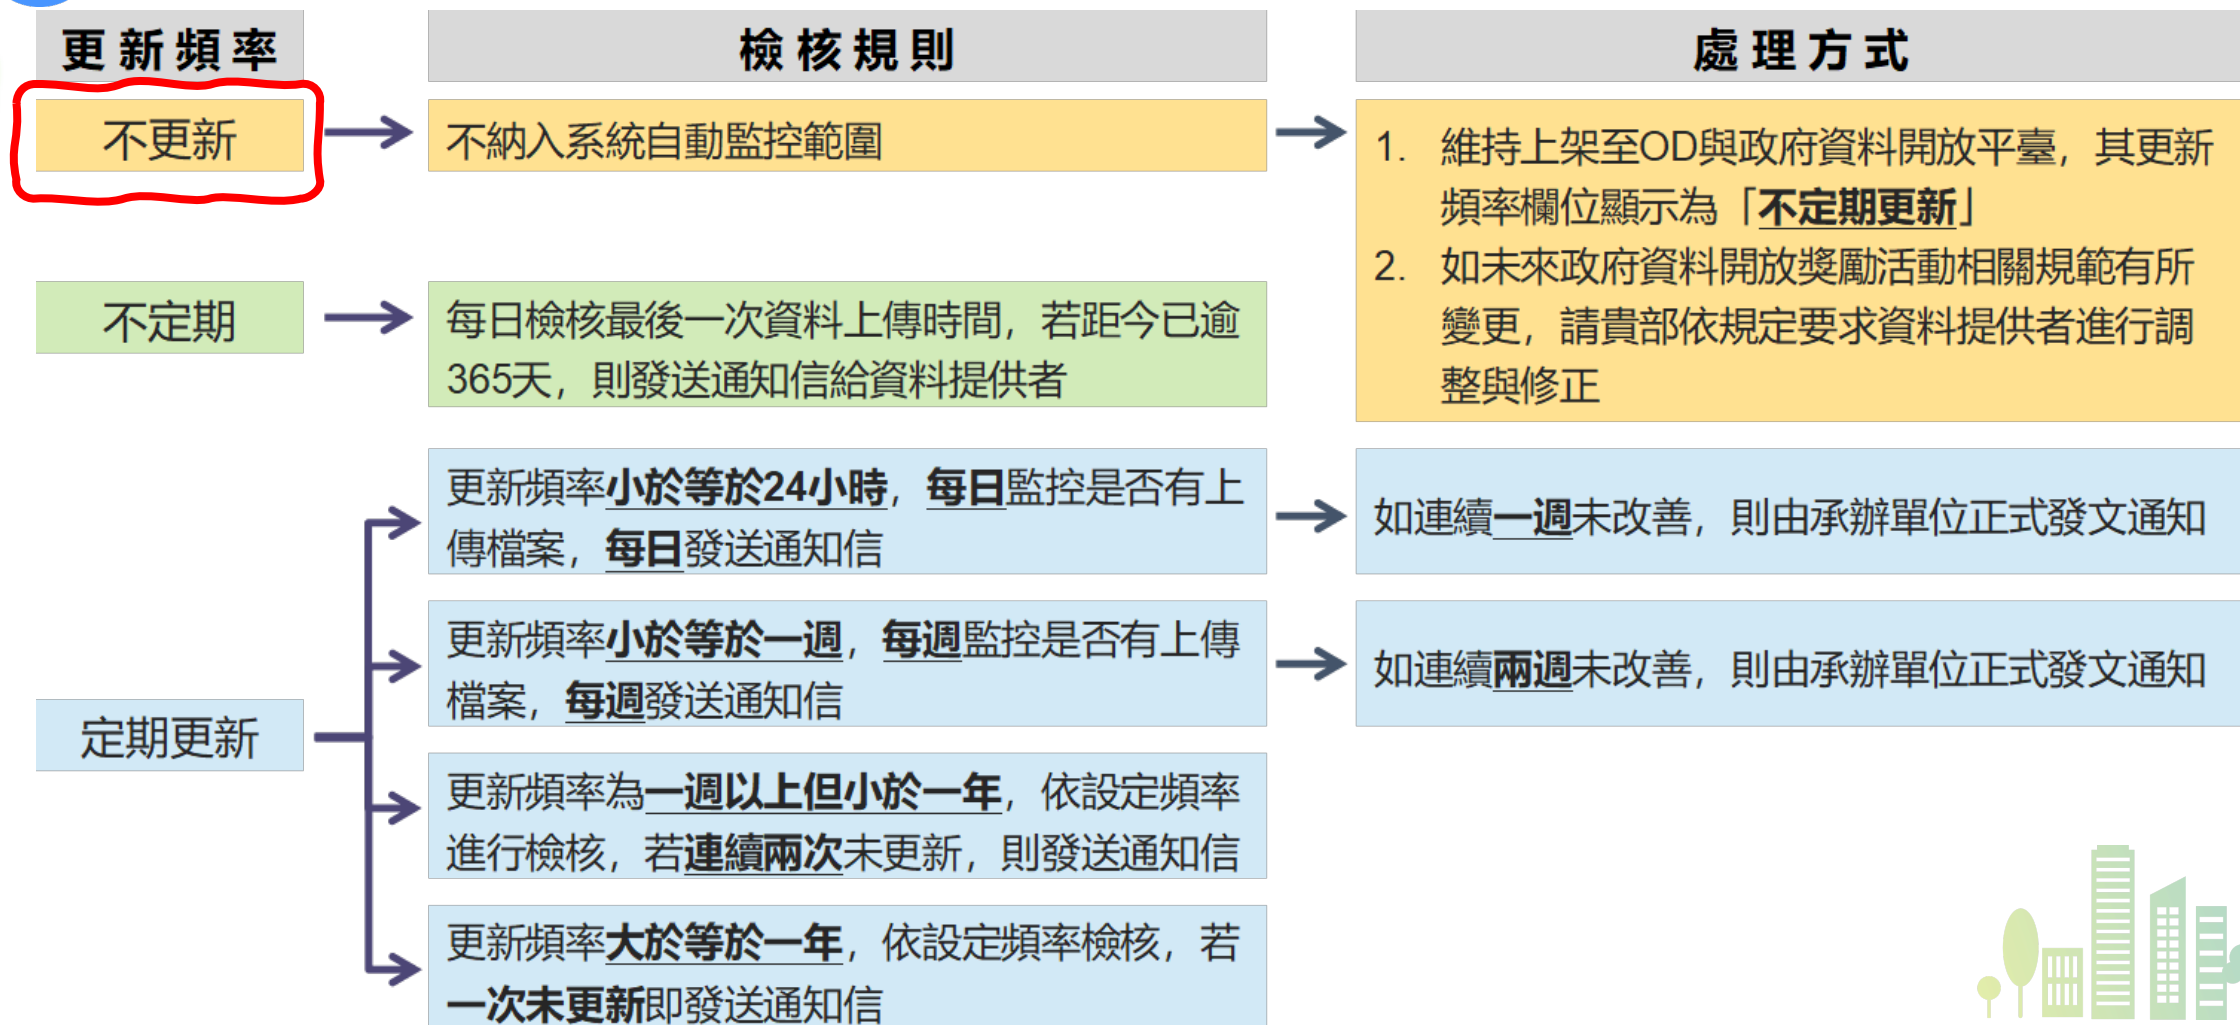 更新頻率
檢核規則
處理方式
不更新
不納入系統自動監控範圍
1. 維持上架至OD與政府資料開放平臺，其更新
頻率欄位顯示為「不定期更新」
2. 如未來政府資料開放獎勵活動相關規範有所
變更，請貴部依規定要求資料提供者進行調
整與修正
不定期
每日檢核最後一次資料上傳時間，若距今已逾
365天，則發送通知信給資料提供者
定期更新
更新頻率小於等於24小時，每日監控是否有上
傳檔案，每日發送通知信
如連續一週未改善，則由承辦單位正式發文通知
更新頻率小於等於一週，每週監控是否有上傳
檔案，每週發送通知信
如連續兩週未改善，則由承辦單位正式發文通知
更新頻率為一週以上但小於一年，依設定頻率
進行檢核，若連續兩次未更新，則發送通知信
更新頻率大於等於一年，依設定頻率檢核，若
一次未更新即發送通知信